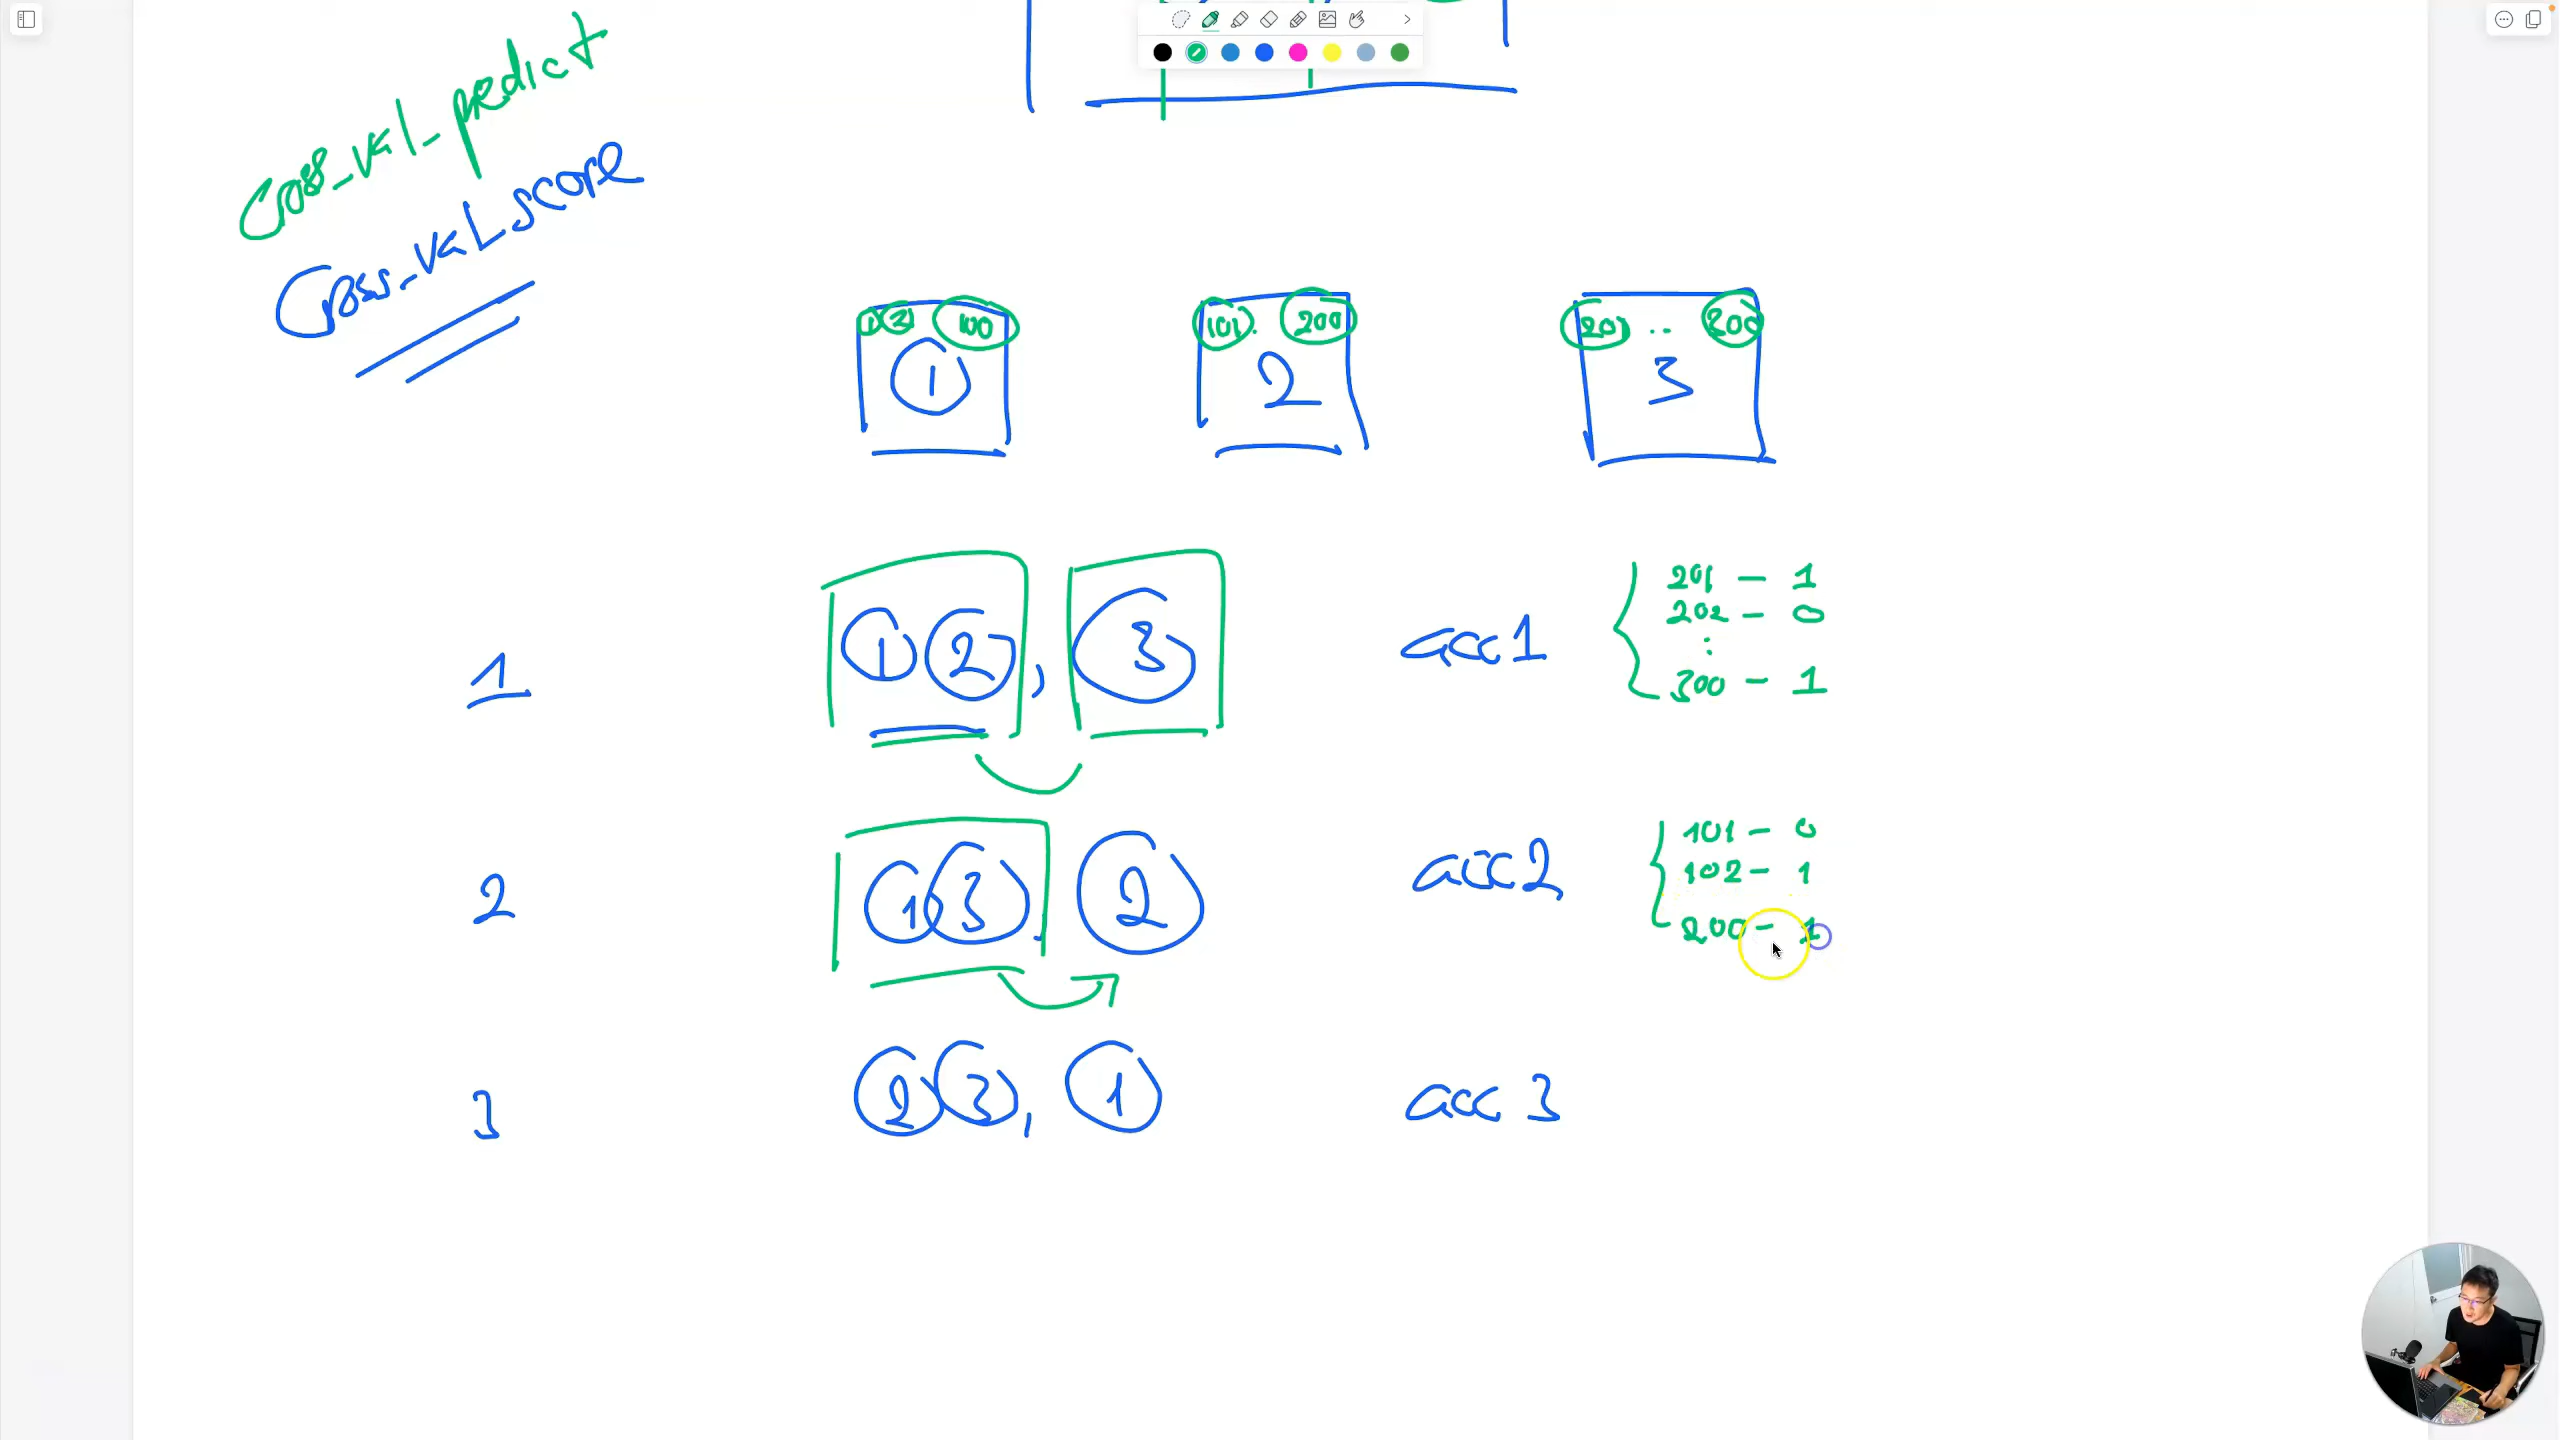 Cross_val_predict
Cross_val_score
1 2 100
101 . 200
201 .. 200
1
2
3
1
1 2 , 3
acc1
201 - 1
202 - 0
:
300 - 1
2
1 3 2
acc2
101 - 0
102 - 1
200 - 1
3
2 3 , 1
acc 3